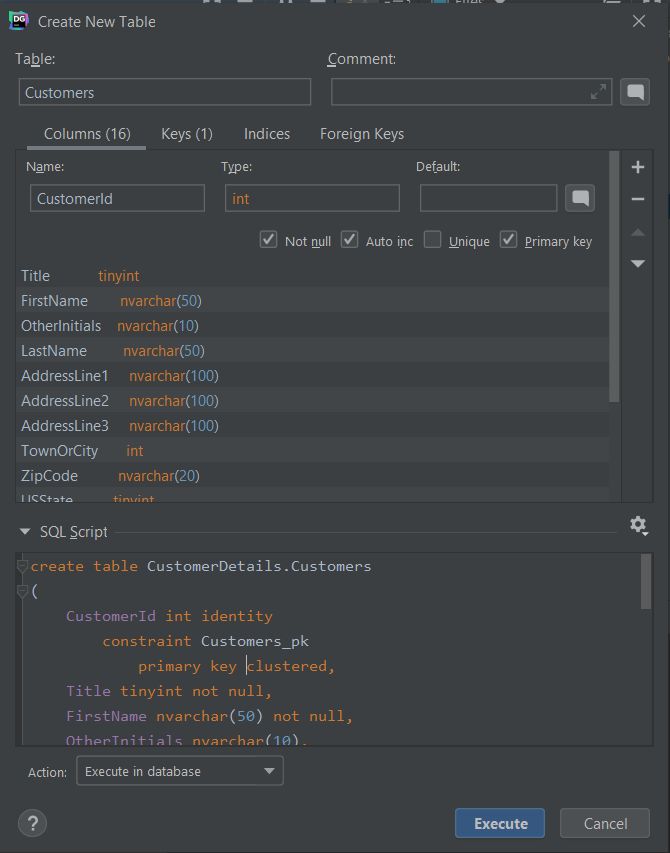 DG
Create New Table
Table:
Comment:
Customers
Columns (16) Keys (1) Indices Foreign Keys
Name: Type: Default:
CustomerId int
Not null Auto inc Unique Primary key
Title tinyint
FirstName nvarchar(50)
OtherInitials nvarchar(10)
LastName nvarchar(50)
AddressLine1 nvarchar(100)
AddressLine2 nvarchar(100)
AddressLine3 nvarchar(100)
TownOrCity int
ZipCode nvarchar(20)
USState tinyint
SQL Script
create table CustomerDetails.Customers
(
CustomerId int identity
constraint Customers_pk
primary key clustered,
Title tinyint not null,
FirstName nvarchar(50) not null,
OtherInitials nvarchar(10),
Action: Execute in database
? Execute Cancel